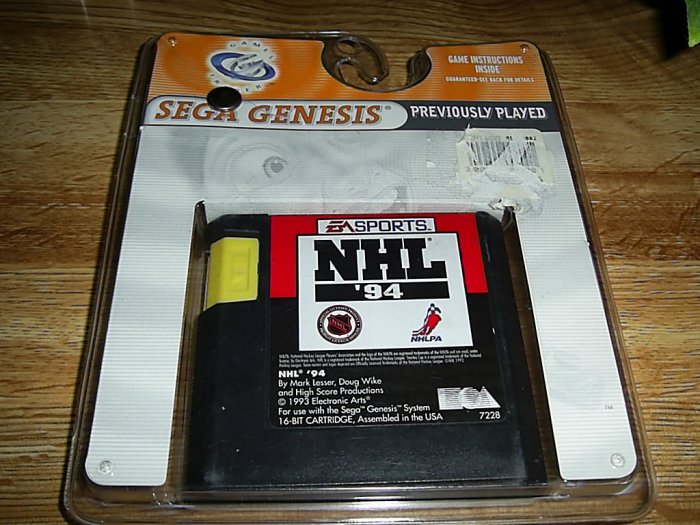 GAME INSTRUCTIONS
INSIDE
GUARANTEED-SEE BACK FOR DETAILS
SEGA GENESIS®
PREVIOUSLY PLAYED
EA SPORTS™
NHL®
'94
NHLPA
NHL® '94
By Mark Lesser, Doug Wike
and High Score Productions
© 1993 Electronic Arts®
For use with the Sega™ Genesis™ System
16-BIT CARTRIDGE, Assembled in the USA
EA
7228
TM